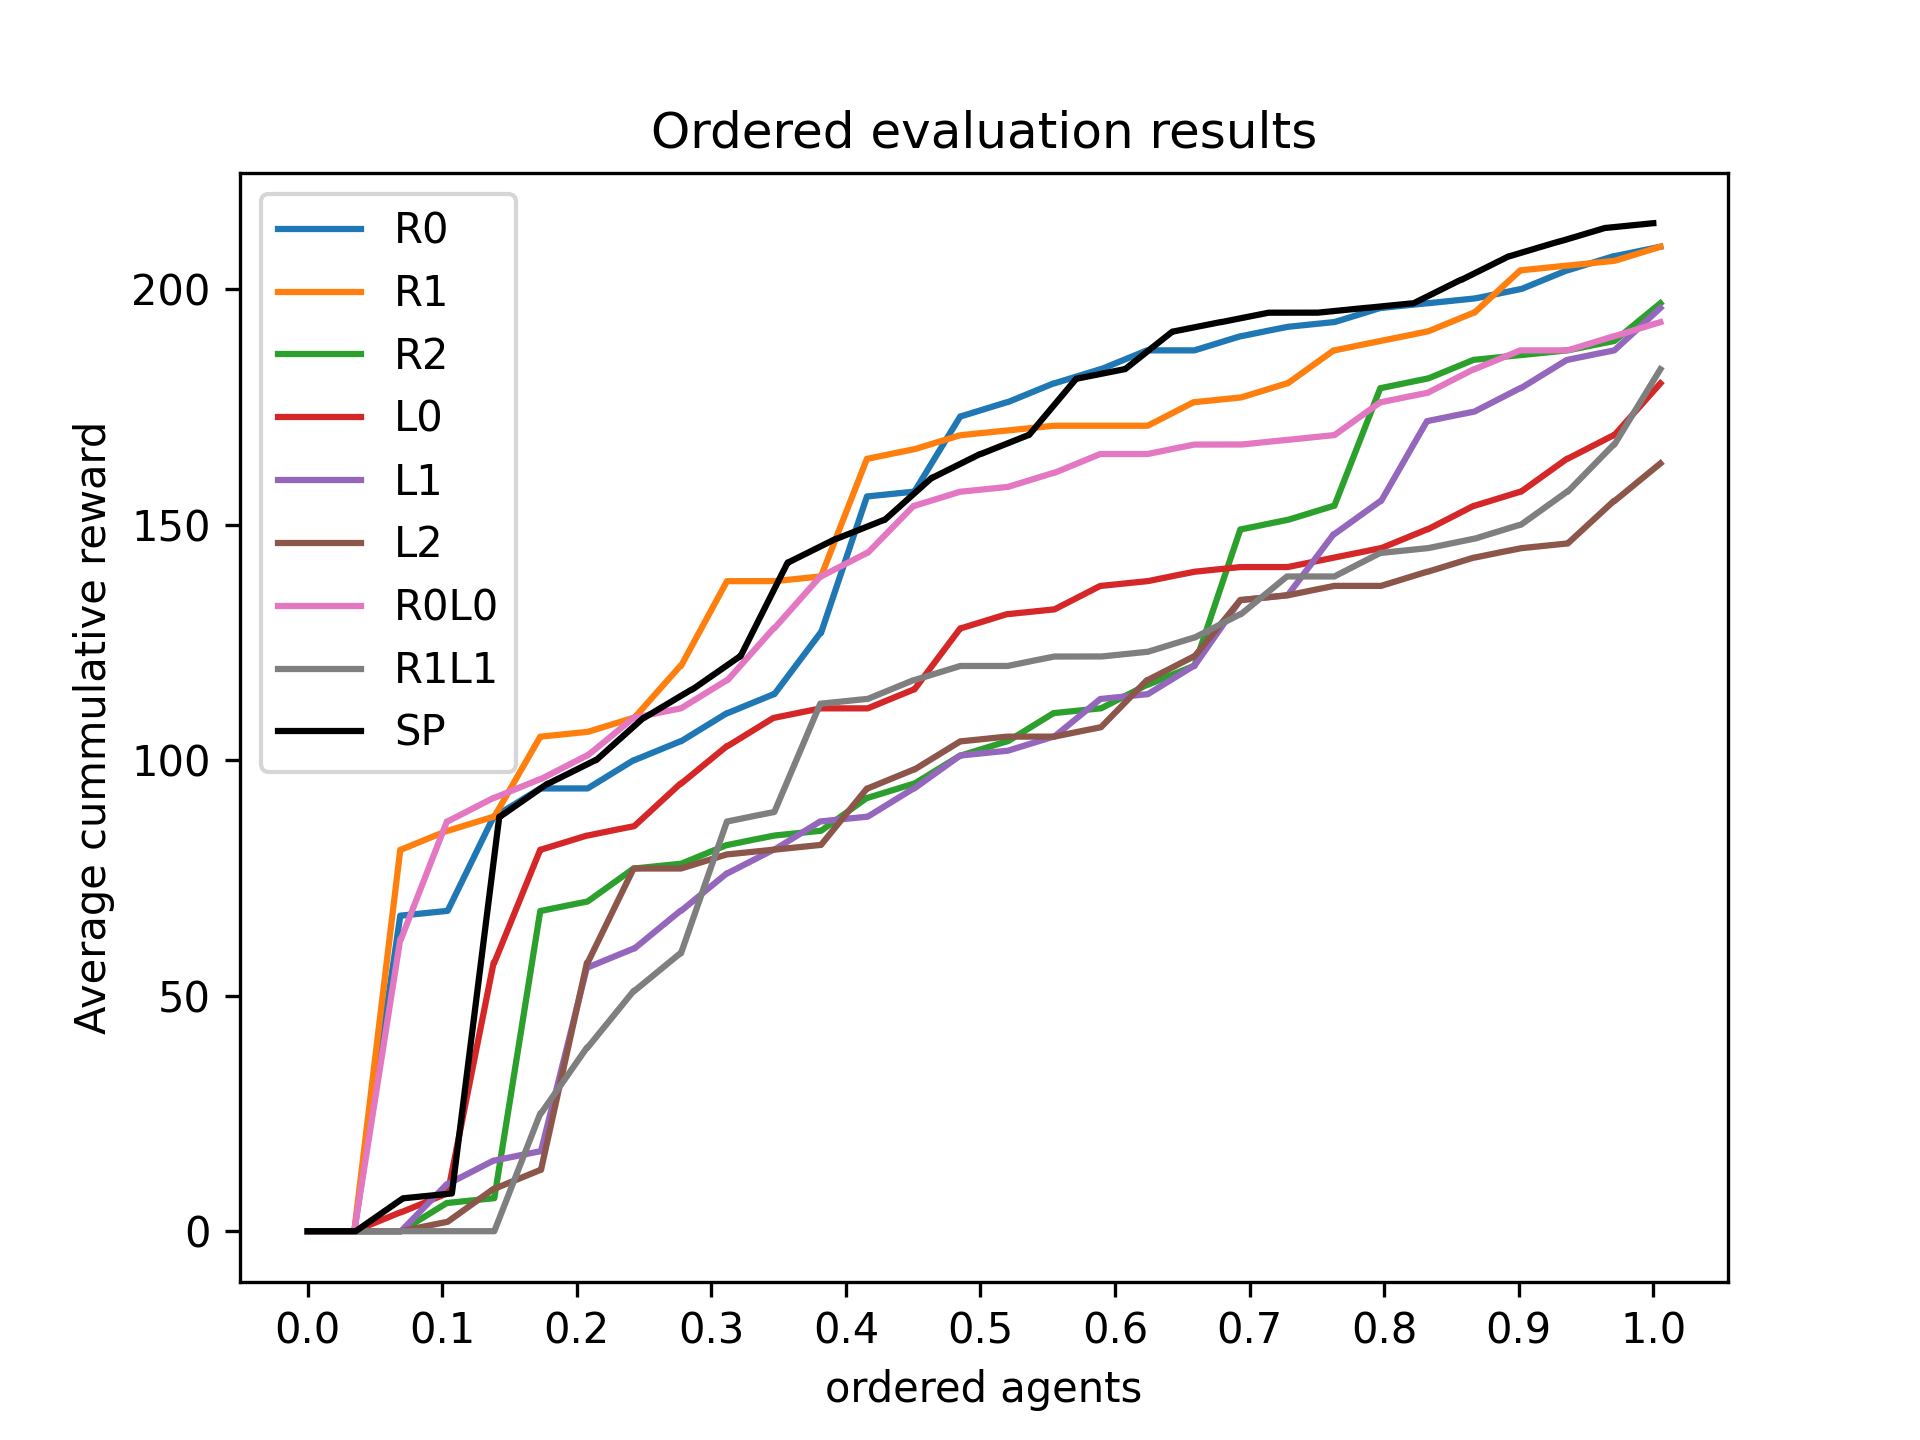 Ordered evaluation results
R0
R1
R2
L0
L1
L2
R0L0
R1L1
SP
Average cummulative reward
200
150
100
50
0
0.0 0.1 0.2 0.3 0.4 0.5 0.6 0.7 0.8 0.9 1.0
ordered agents